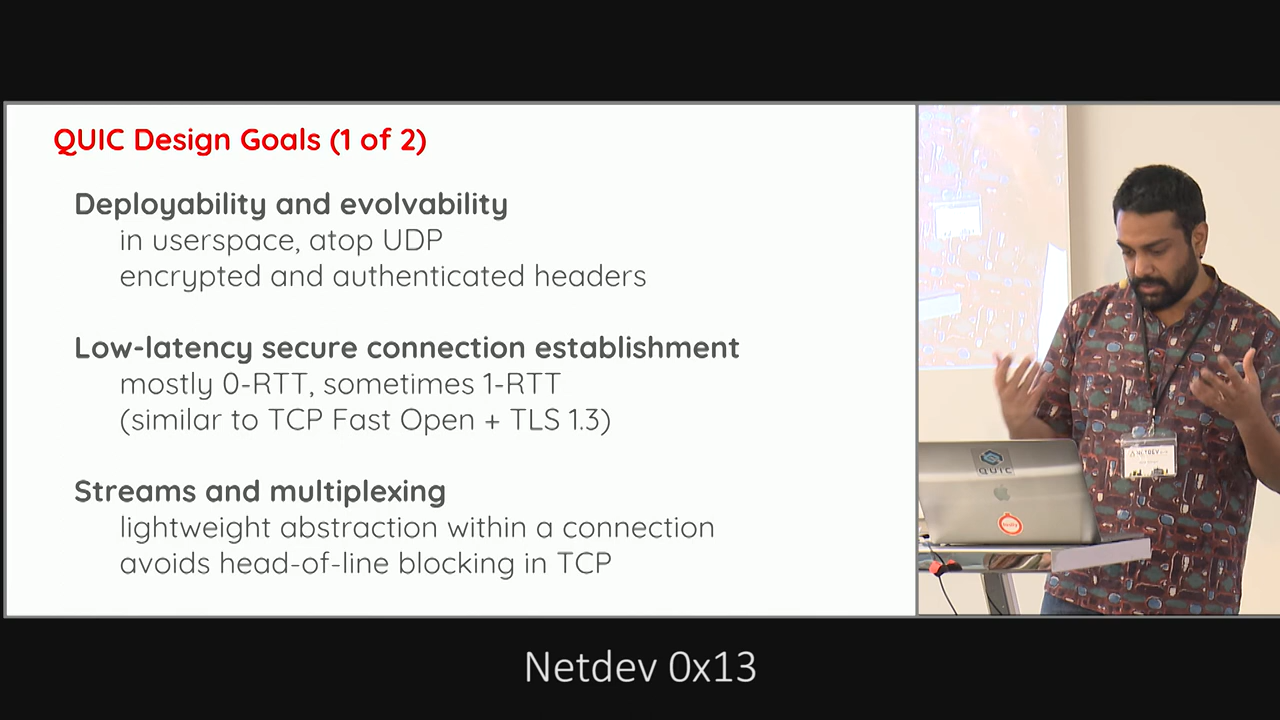 QUIC Design Goals (1 of 2)
Deployability and evolvability
in userspace, atop UDP
encrypted and authenticated headers
Low-latency secure connection establishment
mostly 0-RTT, sometimes 1-RTT
(similar to TCP Fast Open + TLS 1.3)
Streams and multiplexing
lightweight abstraction within a connection
avoids head-of-line blocking in TCP
QUIC
NETDEV
Netdev 0x13